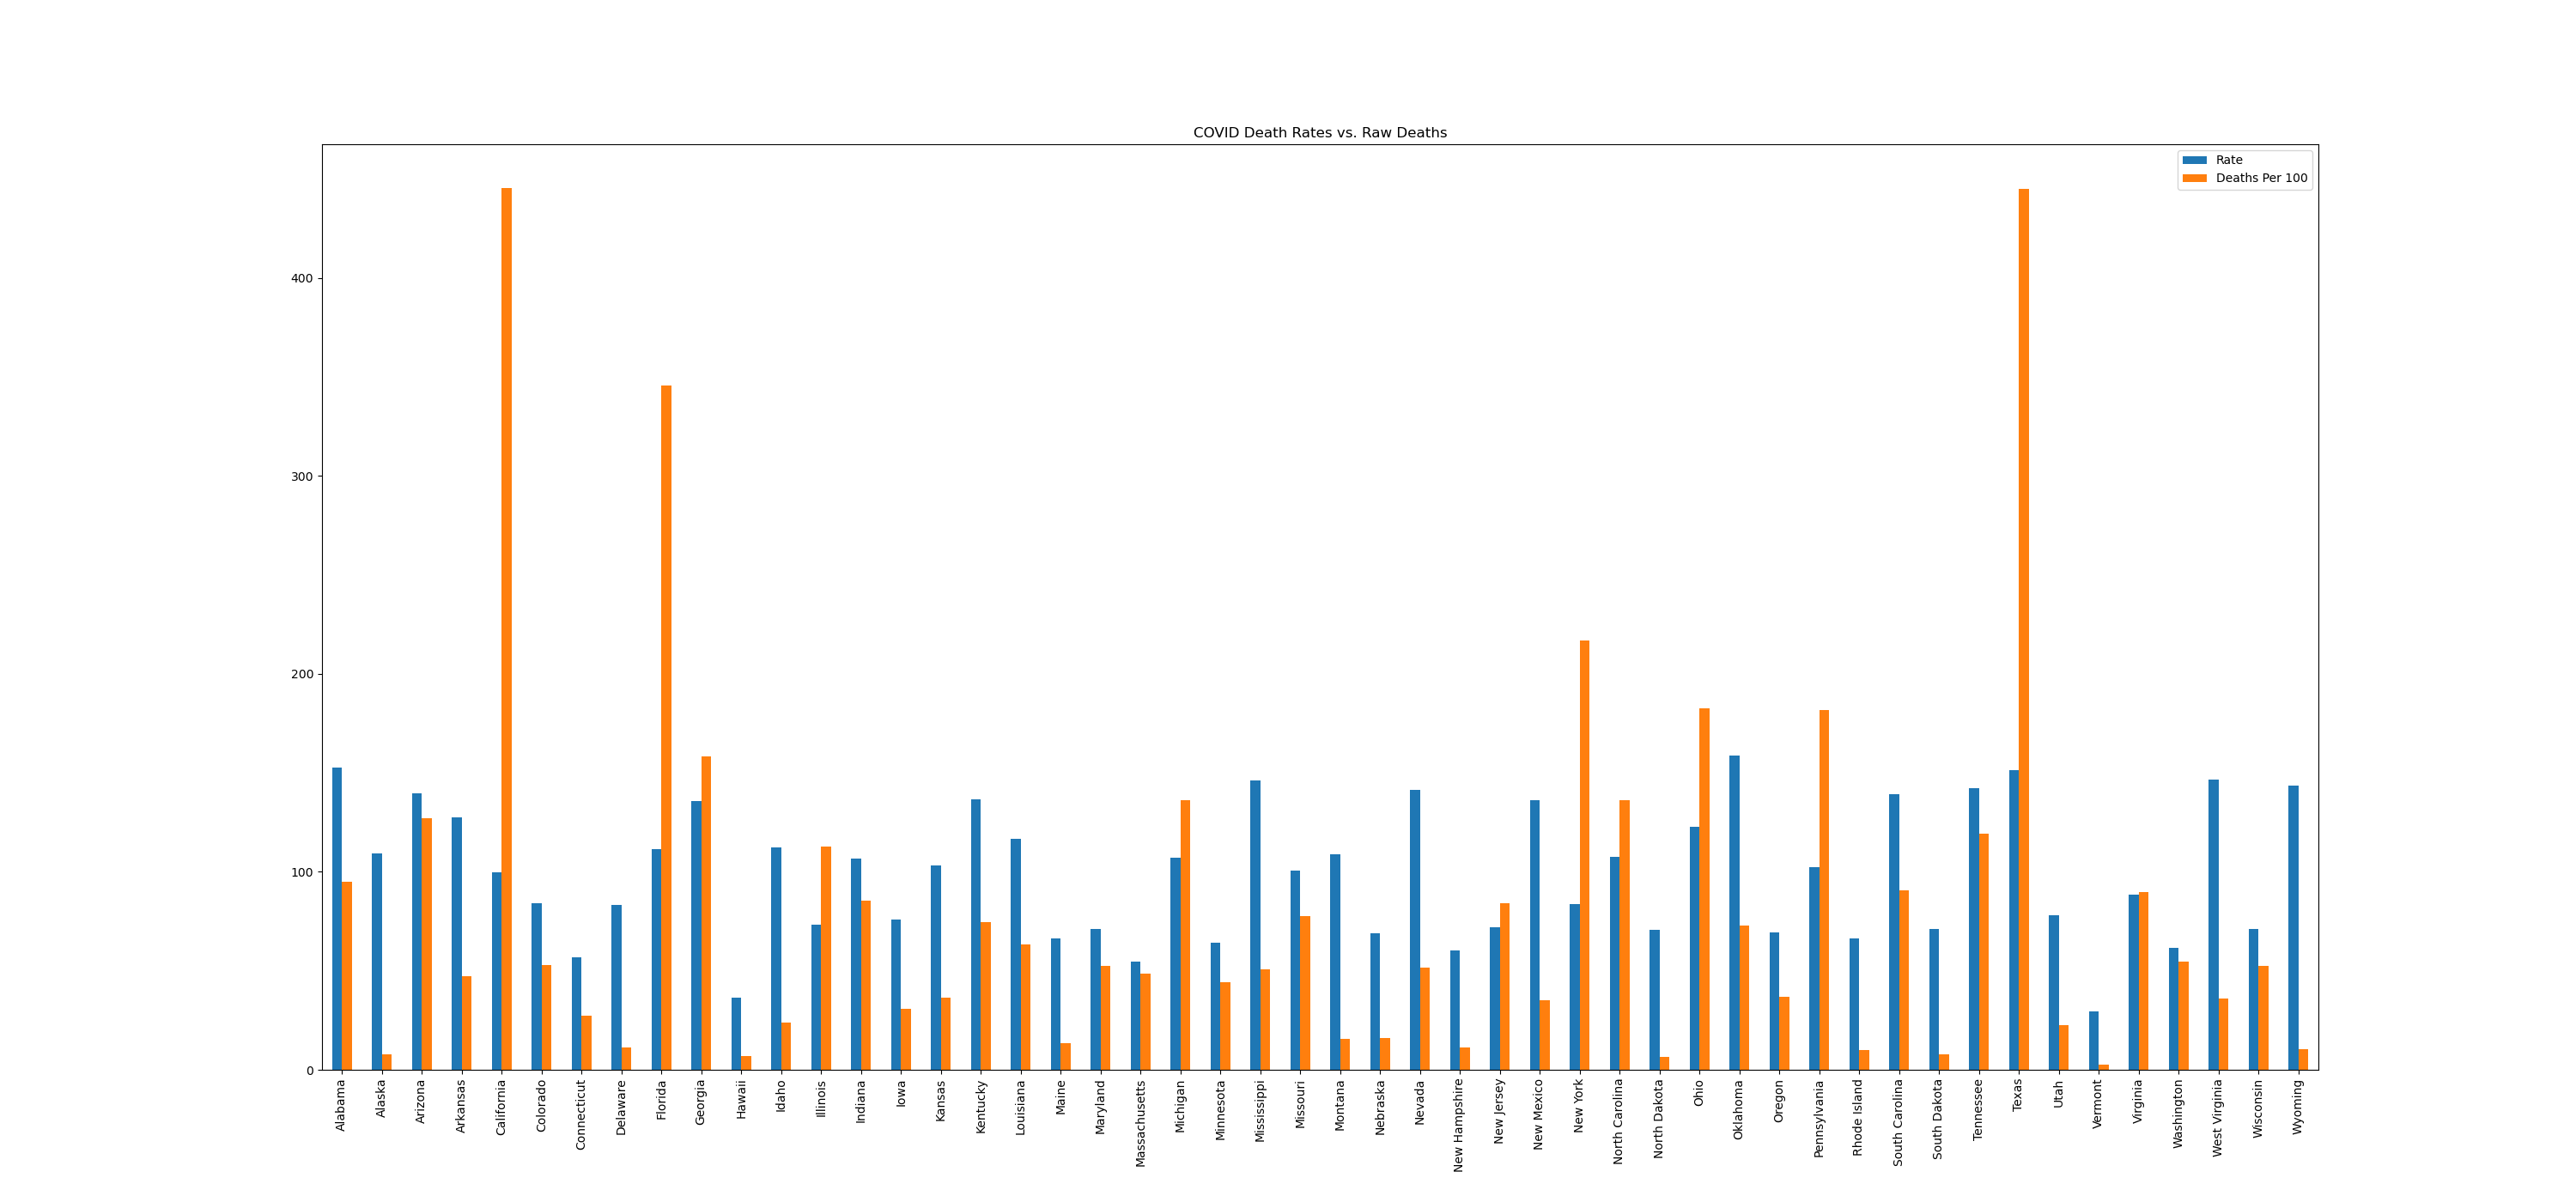 COVID Death Rates vs. Raw Deaths
Rate
Deaths Per 100
400
300
200
100
0
Alabama
Alaska
Arizona
Arkansas
California
Colorado
Connecticut
Delaware
Florida
Georgia
Hawaii
Idaho
Illinois
Indiana
Iowa
Kansas
Kentucky
Louisiana
Maine
Maryland
Massachusetts
Michigan
Minnesota
Mississippi
Missouri
Montana
Nebraska
Nevada
New Hampshire
New Jersey
New Mexico
New York
North Carolina
North Dakota
Ohio
Oklahoma
Oregon
Pennsylvania
Rhode Island
South Carolina
South Dakota
Tennessee
Texas
Utah
Vermont
Virginia
Washington
West Virginia
Wisconsin
Wyoming